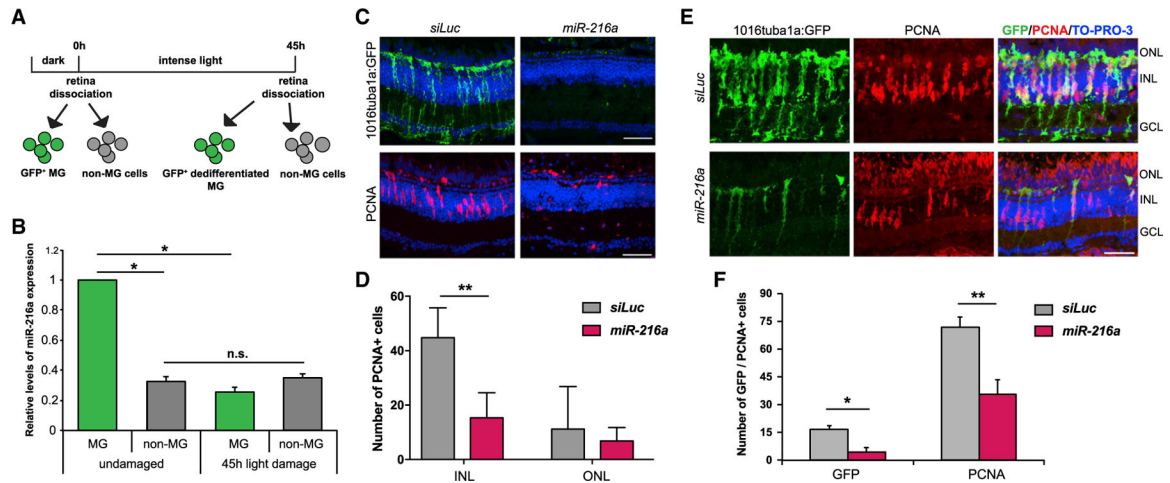 A
0h
45h
dark
intense light
retina
dissociation
retina
dissociation
GFP⁺ MG
non-MG cells
GFP⁺ dedifferentiated
MG
non-MG cells
B
Relative levels of miR-216a expression
1.2
1
0.8
0.6
0.4
0.2
0
*
*
n.s.
MG
non-MG
MG
non-MG
undamaged
45h light damage
C
siLuc
miR-216a
1016tuba1a:GFP
PCNA
D
Number of PCNA+ cells
60
40
20
0
**
siLuc
miR-216a
INL
ONL
E
1016tuba1a:GFP
PCNA
GFP/PCNA/TO-PRO-3
siLuc
ONL
INL
GCL
miR-216a
ONL
INL
GCL
F
Number of GFP / PCNA+ cells
90
75
60
45
30
15
0
*
**
siLuc
miR-216a
GFP
PCNA